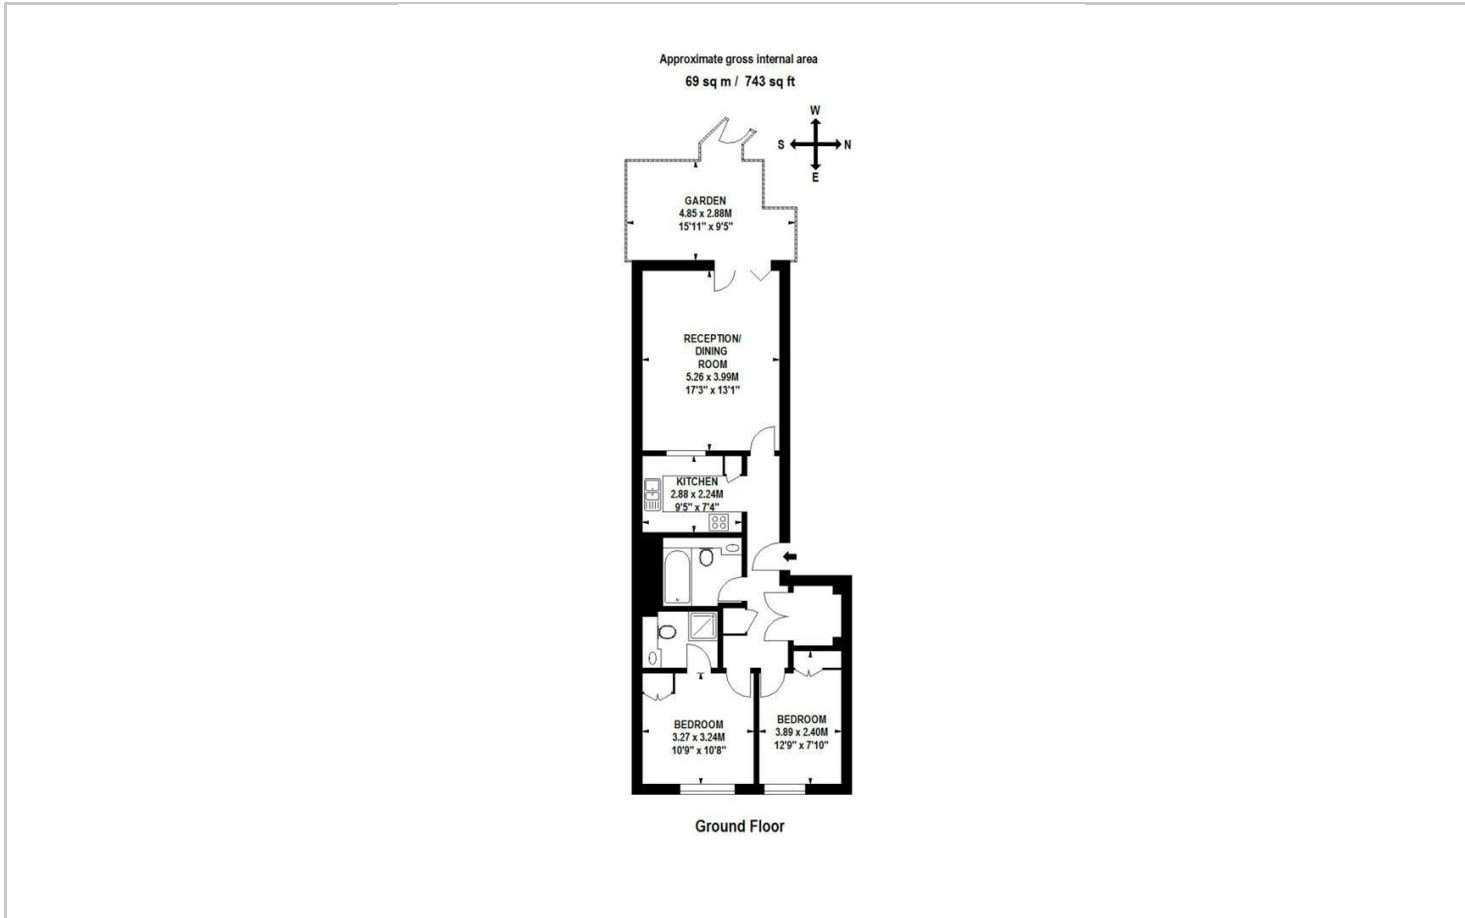 Approximate gross internal area
69 sq m / 743 sq ft
W
S N
E
GARDEN
4.85 x 2.88M
15'11" x 9'5"
RECEPTION/
DINING
ROOM
5.26 x 3.99M
17'3" x 13'1"
KITCHEN
2.88 x 2.24M
9'5" x 7'4"
BEDROOM
3.27 x 3.24M
10'9" x 10'8"
BEDROOM
3.89 x 2.40M
12'9" x 7'10"
Ground Floor